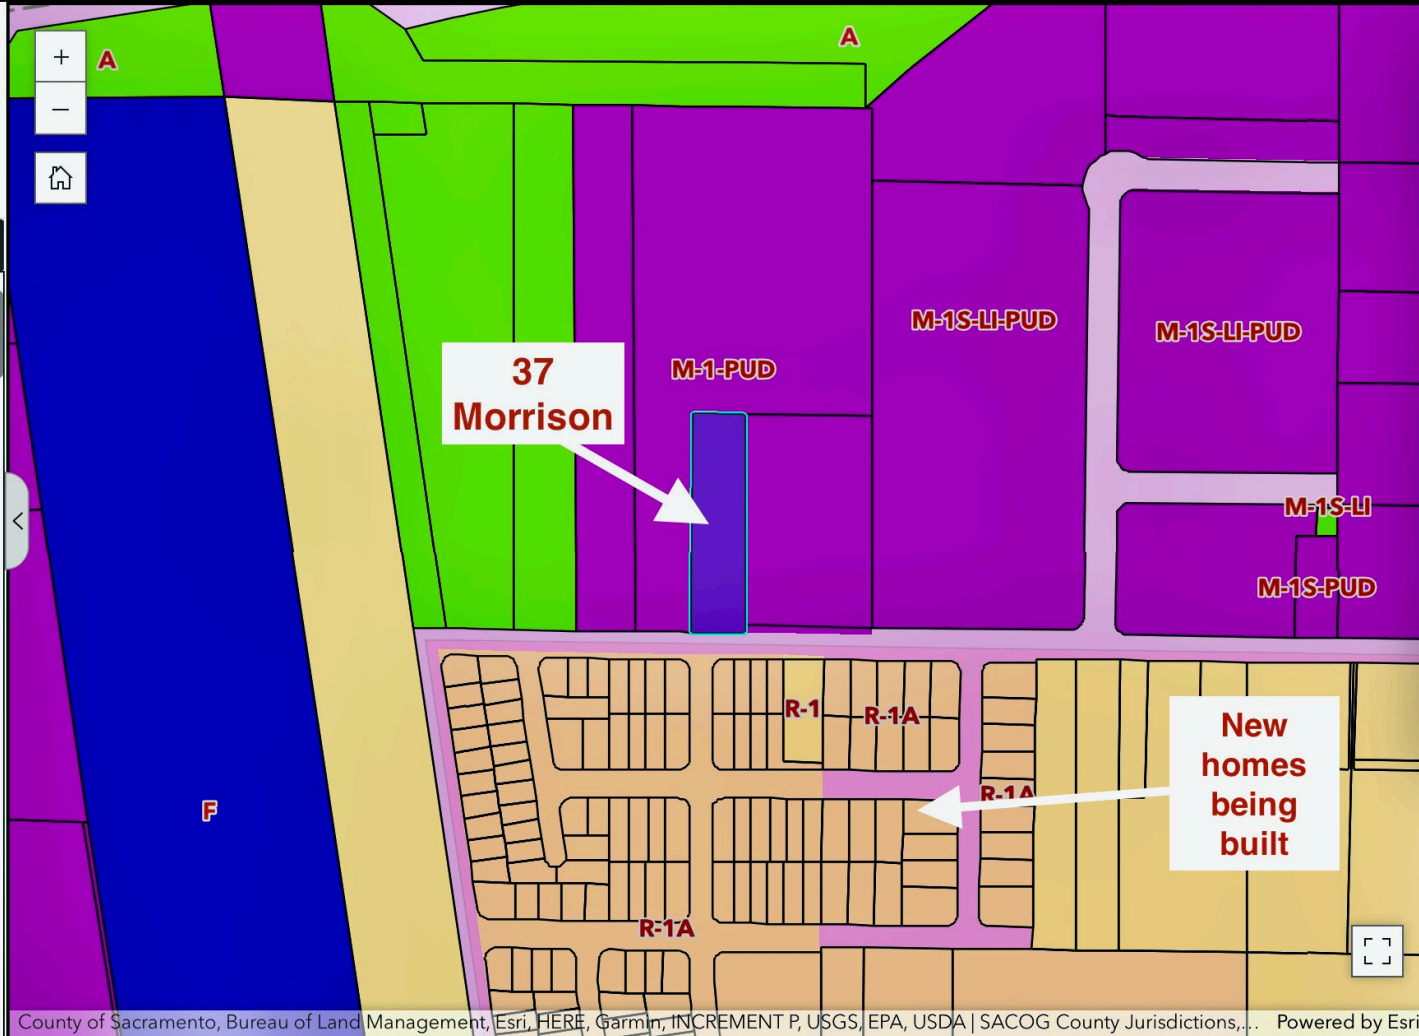 A
A
+
−
M-1S-LI-PUD
M-1S-LI-PUD
37
Morrison
M-1-PUD
M-1S-LI
M-1S-PUD
R-1
R-1A
New
homes
being
built
R-1A
F
R-1A
County of Sacramento, Bureau of Land Management, Esri, HERE, Garmin, INCREMENT P, USGS, EPA, USDA | SACOG County Jurisdictions,... Powered by Esri